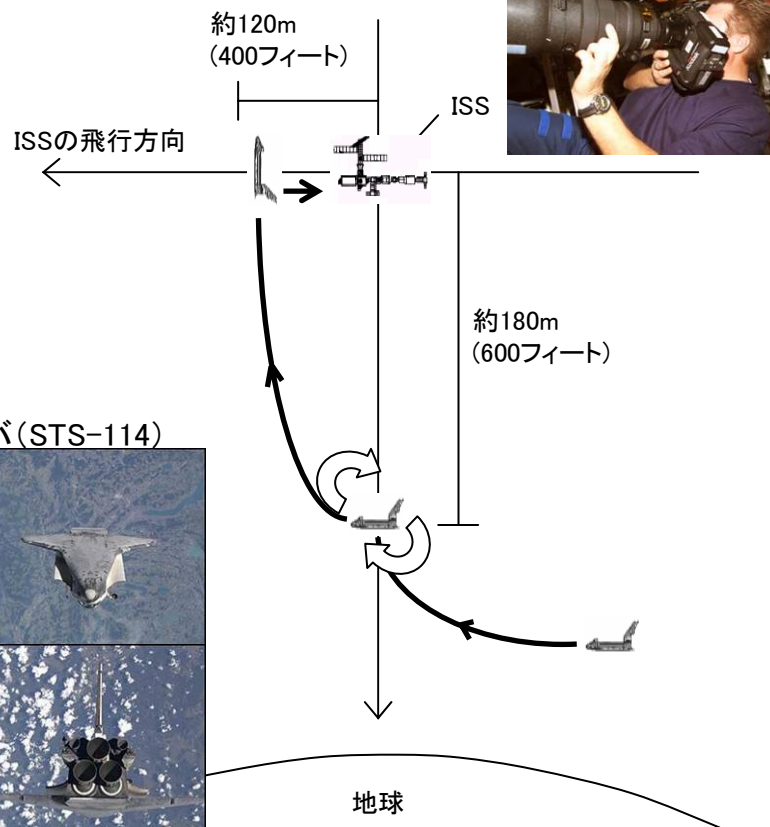 約120m
(400フィート)
ISS
ISSの飛行方向
約180m
(600フィート)
バ(STS-114)
地球